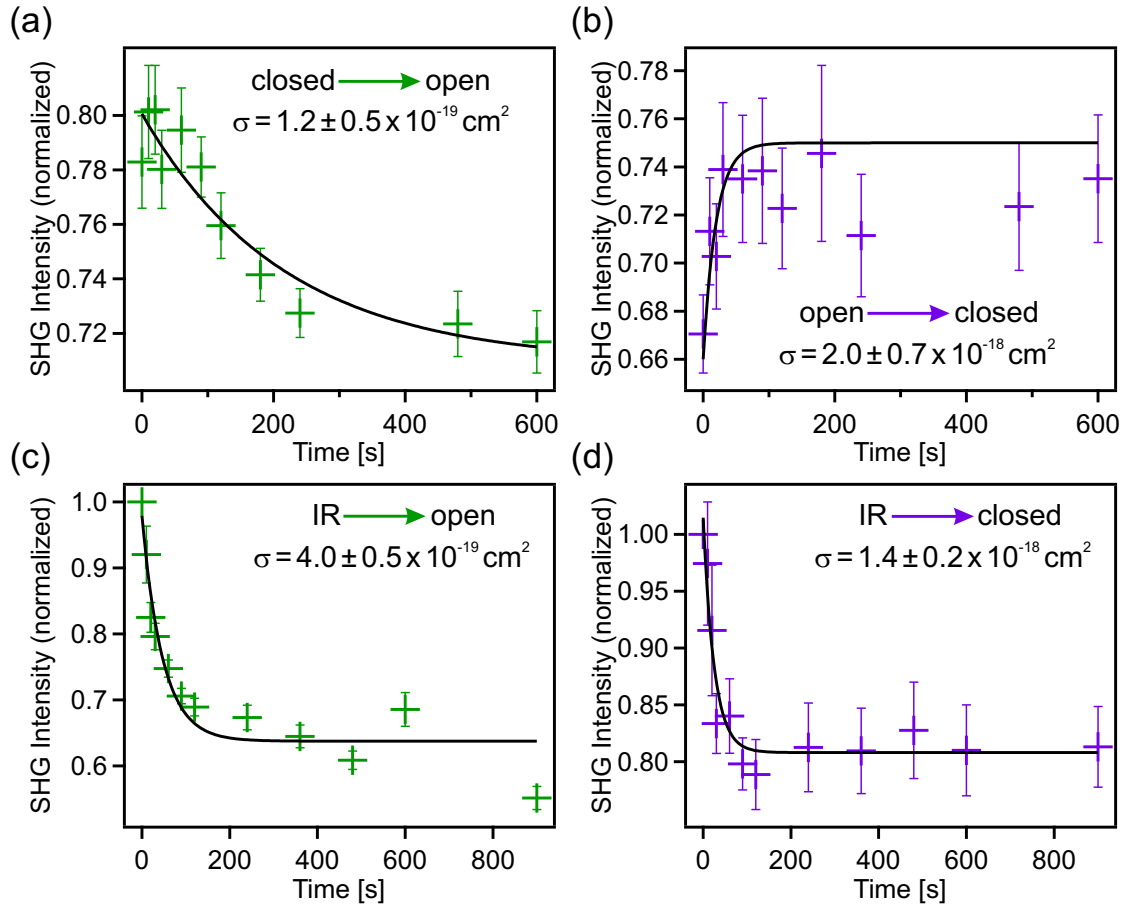 (a)
SHG Intensity (normalized)
0.80
0.78
0.76
0.74
0.72
closed open
σ = 1.2 ± 0.5 x 10⁻¹⁹ cm²
0 200 400 600
Time [s]
(b)
SHG Intensity (normalized)
0.78
0.76
0.74
0.72
0.70
0.68
0.66
open closed
σ = 2.0 ± 0.7 x 10⁻¹⁸ cm²
0 200 400 600
Time [s]
(c)
SHG Intensity (normalized)
1.0
0.9
0.8
0.7
0.6
IR open
σ = 4.0 ± 0.5 x 10⁻¹⁹ cm²
0 200 400 600 800
Time [s]
(d)
SHG Intensity (normalized)
1.00
0.95
0.90
0.85
0.80
IR closed
σ = 1.4 ± 0.2 x 10⁻¹⁸ cm²
0 200 400 600 800
Time [s]